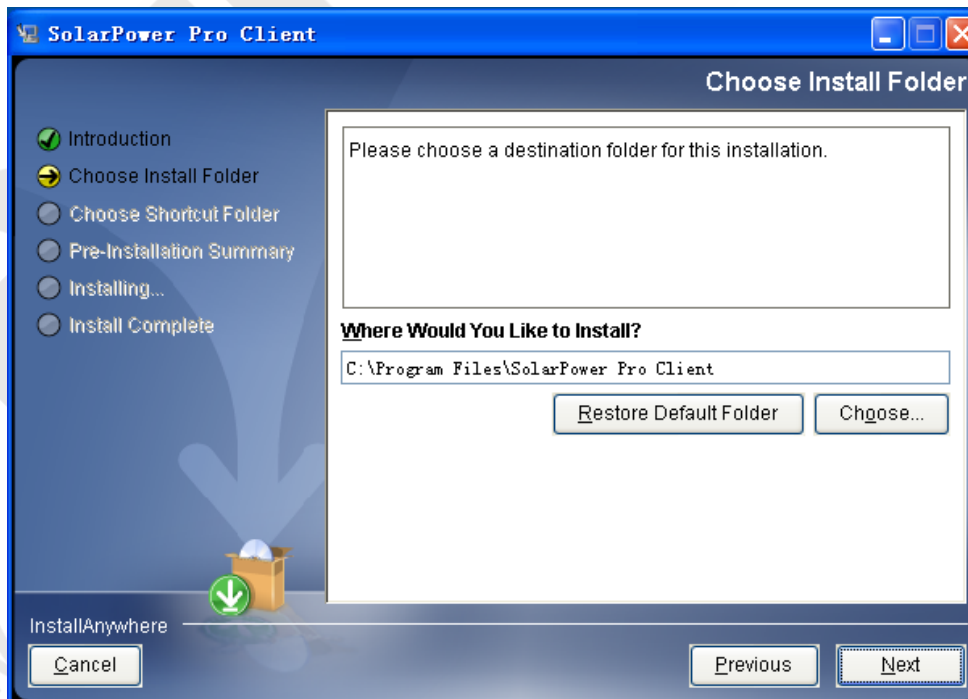 SolarPower Pro Client
Choose Install Folder
Introduction
Choose Install Folder
Choose Shortcut Folder
Pre-Installation Summary
Installing...
Install Complete
Please choose a destination folder for this installation.
Where Would You Like to Install?
C:\Program Files\SolarPower Pro Client
Restore Default Folder
Choose...
InstallAnywhere
Cancel
Previous
Next